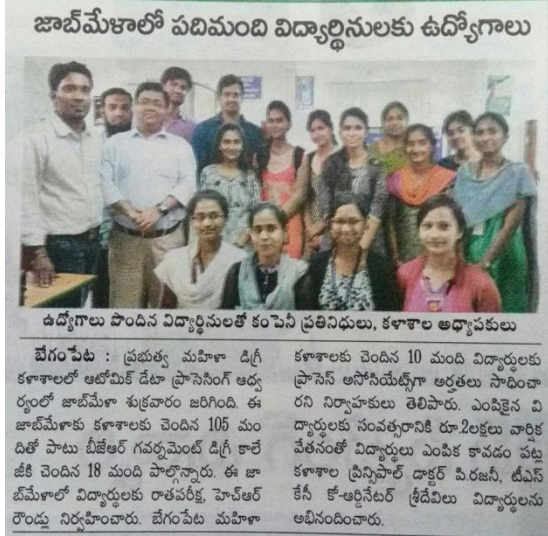 జాబ్‌మేళాలో పదిమంది విద్యార్థినులకు ఉద్యోగాలు
ఉద్యోగాలు పొందిన విద్యార్థినులతో కంపెనీ ప్రతినిధులు, కళాశాల అధ్యాపకులు
బేగంపేట : ప్రభుత్వ మహిళా డిగ్రీ
కళాశాలలో ఆటోమిక్ డేటా ప్రాసెసింగ్ ఆధ్వ
ర్యంలో జాబ్‌మేళా శుక్రవారం జరిగింది. ఈ
జాబ్‌మేళాకు కళాశాలకు చెందిన 105 మం
దితో పాటు బీజేఆర్ గవర్నమెంట్ డిగ్రీ కాలే
జీకి చెందిన 18 మంది పాల్గొన్నారు. ఈ జా
బ్‌మేళాలో విద్యార్థులకు రాతపరీక్ష, హెచ్‌ఆర్
రౌండ్లు నిర్వహించారు. బేగంపేట మహిళా
కళాశాలకు చెందిన 10 మంది విద్యార్థులకు
ప్రాసెస్ అసోసియేట్స్‌గా అర్హతలు సాధించా
రని నిర్వాహకులు తెలిపారు. ఎంపికైన వి
ద్యార్థులకు సంవత్సరానికి రూ.2లక్షలు వార్షిక
వేతనంతో విద్యార్థులు ఎంపిక కావడం పట్ల
కళాశాల ప్రిన్సిపాల్ డాక్టర్ పి.రజనీ, టీఎస్
కేసీ కో-ఆర్డినేటర్ శ్రీదేవిలు విద్యార్థులను
అభినందించారు.